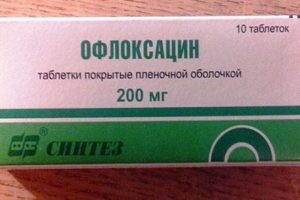 10 таблеток
ОФЛОКСАЦИН
таблетки покрытые пленочной оболочкой
200 мг
СИНТЕЗ